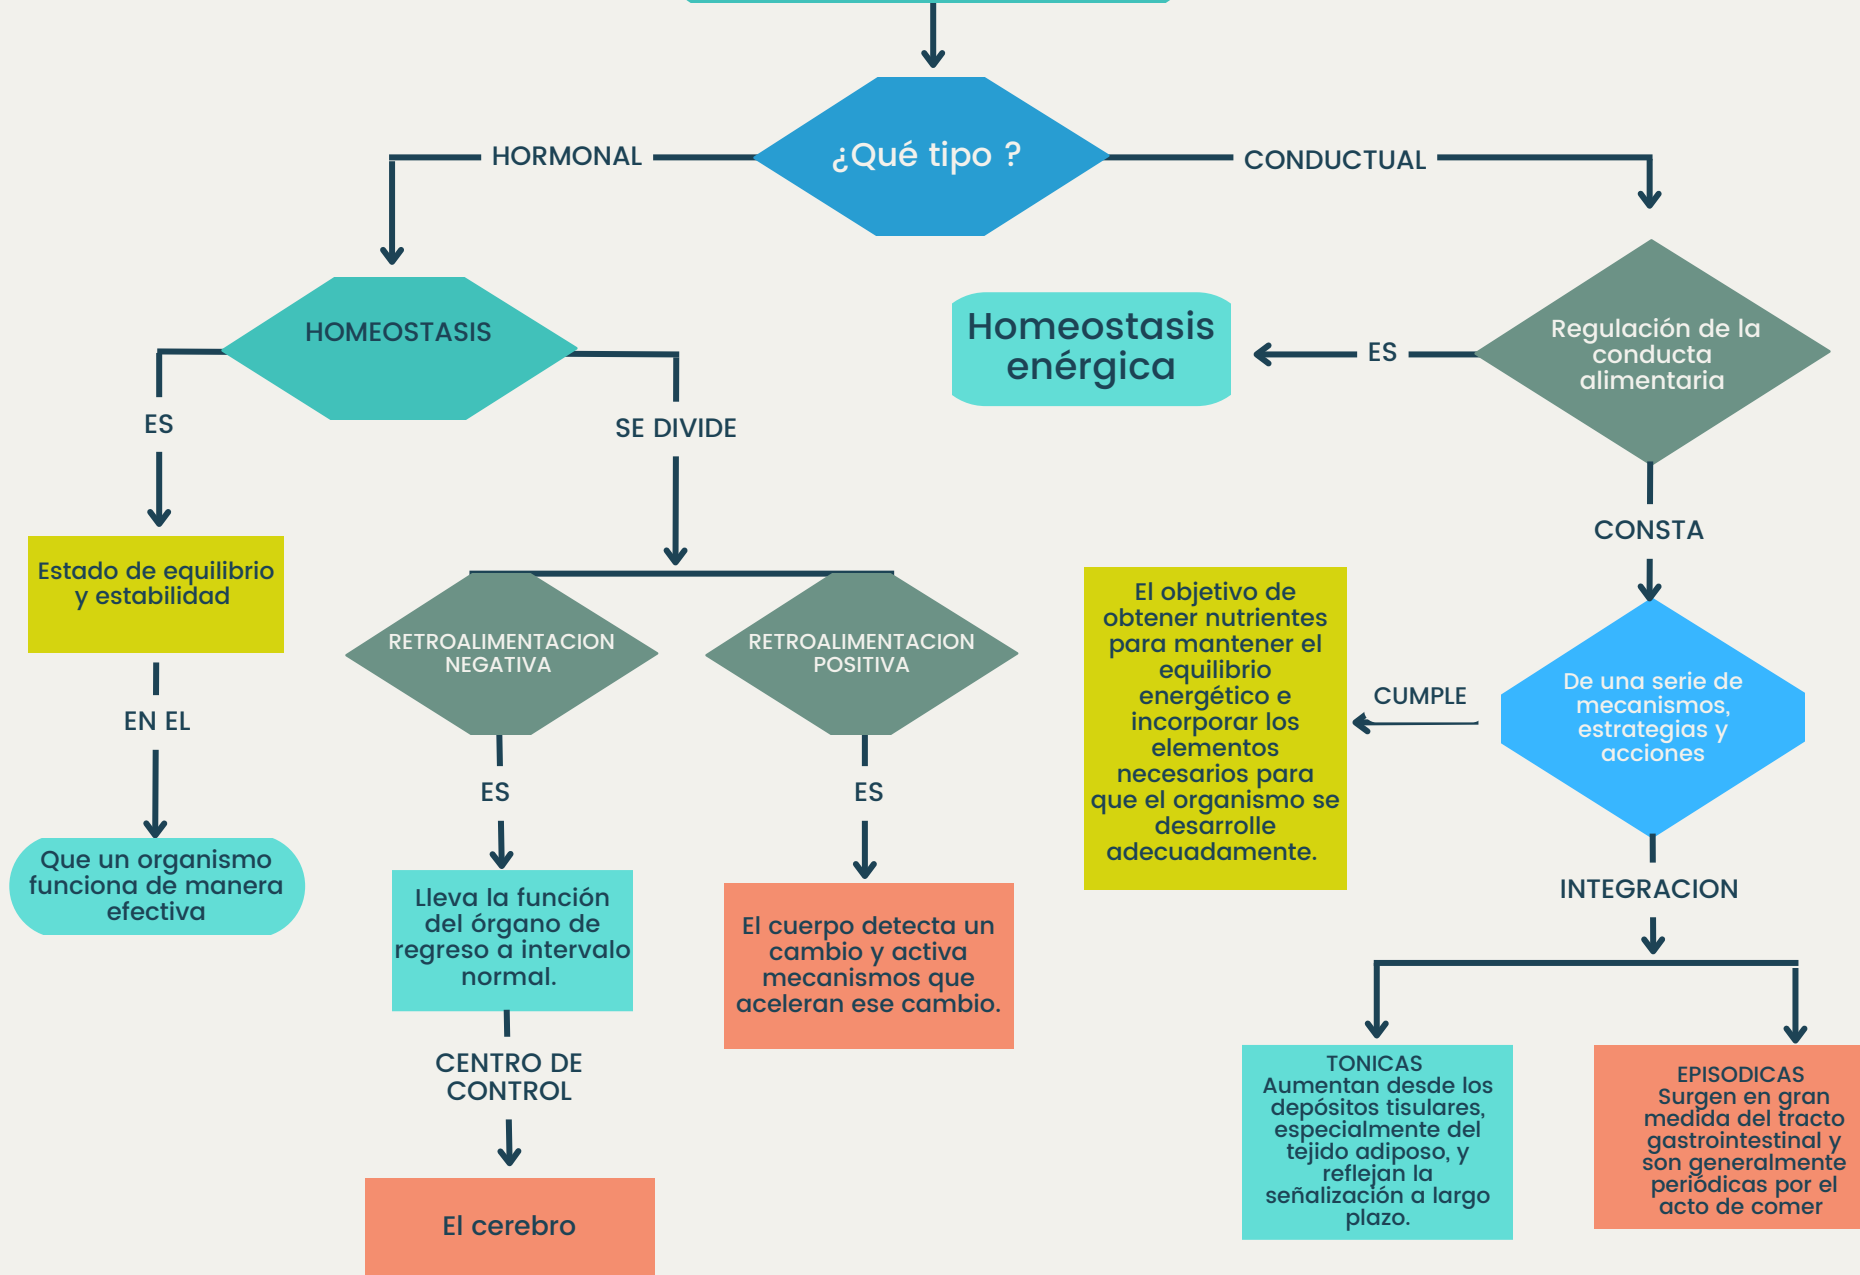 ¿Qué tipo ?
HORMONAL
CONDUCTUAL
HOMEOSTASIS
Homeostasis
enérgica
ES
Regulación de la
conducta
alimentaria
ES
SE DIVIDE
CONSTA
Estado de equilibrio
y estabilidad
RETROALIMENTACION
NEGATIVA
RETROALIMENTACION
POSITIVA
El objetivo de
obtener nutrientes
para mantener el
equilibrio
energético e
incorporar los
elementos
necesarios para
que el organismo se
desarrolle
adecuadamente.
CUMPLE
De una serie de
mecanismos,
estrategias y
acciones
EN EL
ES
ES
Que un organismo
funciona de manera
efectiva
Lleva la función
del órgano de
regreso a intervalo
normal.
El cuerpo detecta un
cambio y activa
mecanismos que
aceleran ese cambio.
INTEGRACION
CENTRO DE
CONTROL
El cerebro
TONICAS
Aumentan desde los
depósitos tisulares,
especialmente del
tejido adiposo, y
reflejan la
señalización a largo
plazo.
EPISODICAS
Surgen en gran
medida del tracto
gastrointestinal y
son generalmente
periódicas por el
acto de comer